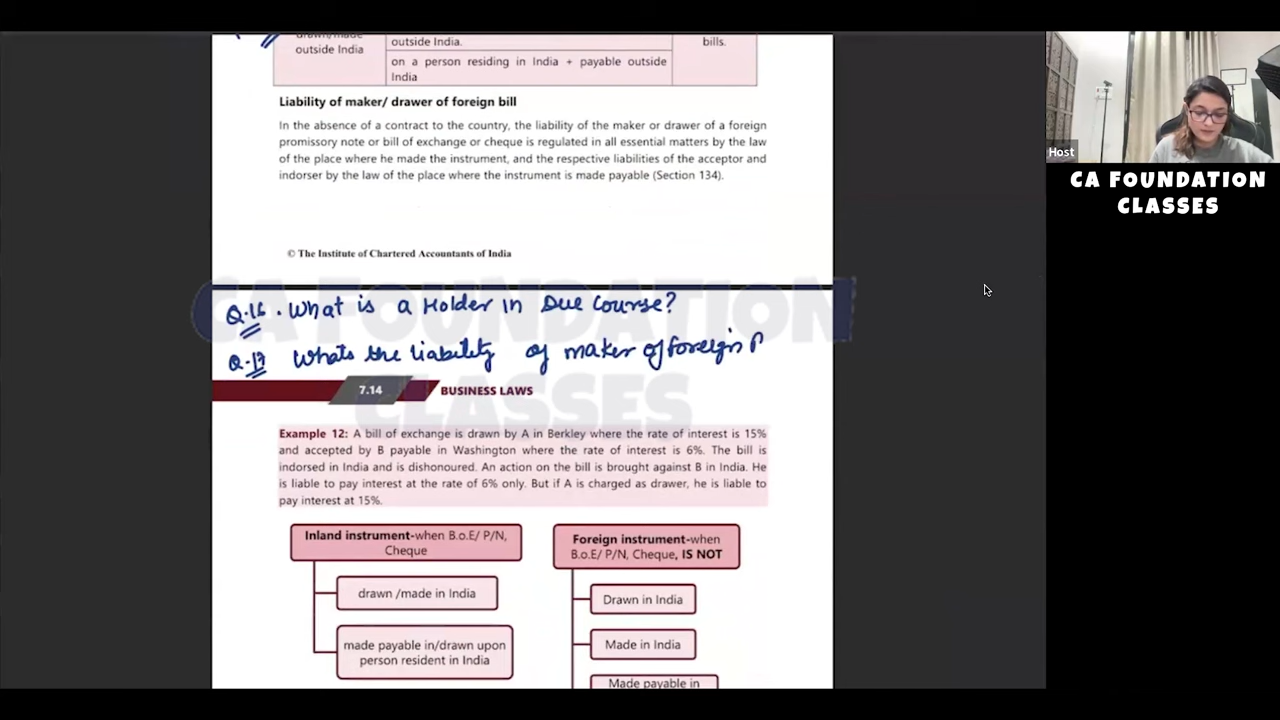 drawn/made
outside India
outside India.
on a person residing in India + payable outside
India
bills.
Liability of maker/ drawer of foreign bill
In the absence of a contract to the country, the liability of the maker or drawer of a foreign
promissory note or bill of exchange or cheque is regulated in all essential matters by the law
of the place where he made the instrument, and the respective liabilities of the acceptor and
indorser by the law of the place where the instrument is made payable (Section 134).
© The Institute of Chartered Accountants of India
Q.16. What is a Holder in Due Course?
Q.17 Whats the liability of maker of foreign P
7.14 BUSINESS LAWS
Example 12: A bill of exchange is drawn by A in Berkley where the rate of interest is 15%
and accepted by B payable in Washington where the rate of interest is 6%. The bill is
indorsed in India and is dishonoured. An action on the bill is brought against B in India. He
is liable to pay interest at the rate of 6% only. But if A is charged as drawer, he is liable to
pay interest at 15%.
Inland instrument-when B.o.E/ P/N,
Cheque
drawn /made in India
made payable in/drawn upon
person resident in India
Foreign instrument-when
B.o.E/ P/N, Cheque, IS NOT
Drawn in India
Made in India
Made payable in
CA FOUNDATION
CLASSES
Host
CA FOUNDATION
CLASSES